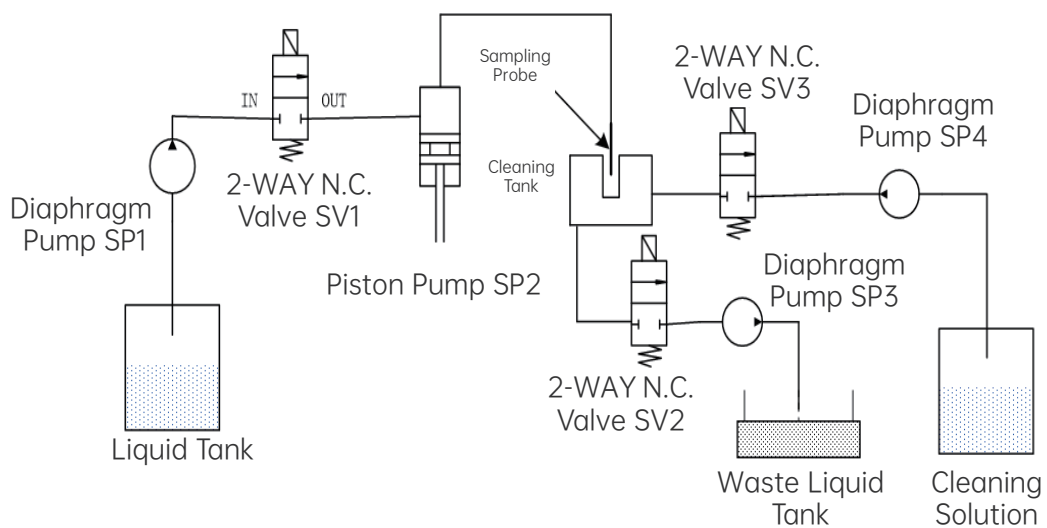 Sampling
Probe
2-WAY N.C.
Valve SV3
Diaphragm
Pump SP4
IN
OUT
Cleaning
Tank
2-WAY N.C.
Valve SV1
Diaphragm
Pump SP1
Piston Pump SP2
Diaphragm
Pump SP3
2-WAY N.C.
Valve SV2
Liquid Tank
Waste Liquid
Tank
Cleaning
Solution